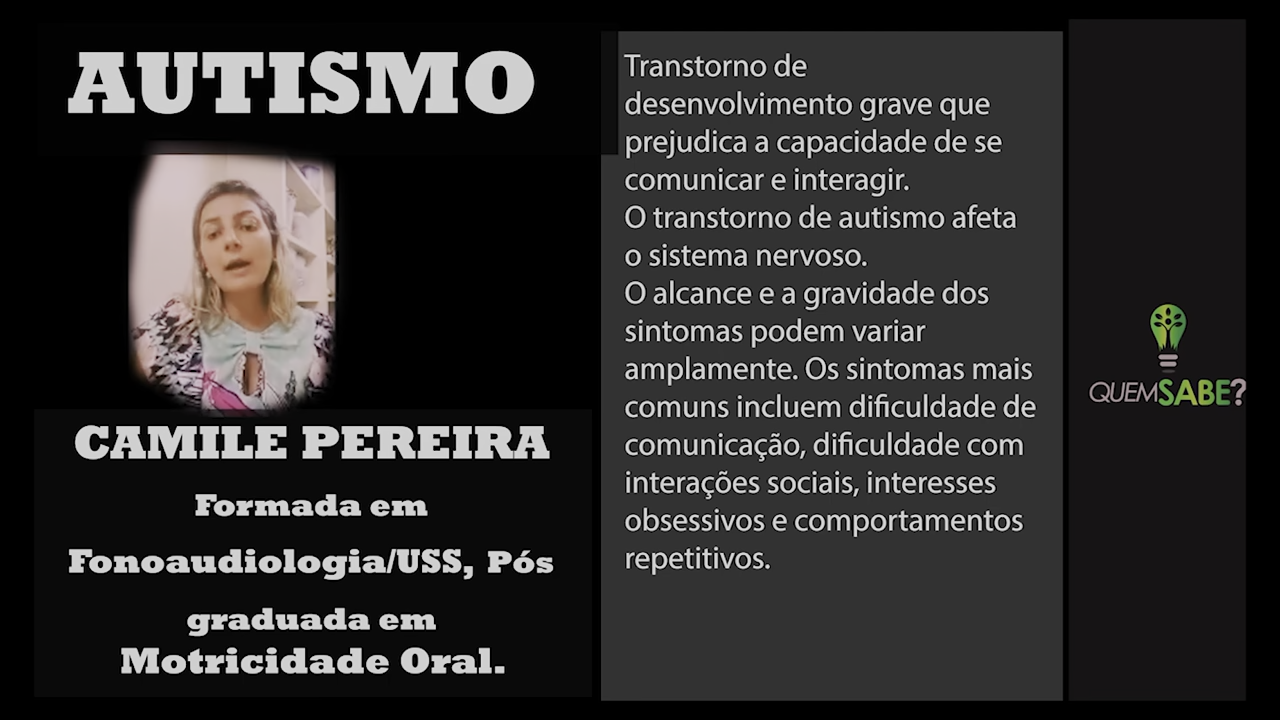 AUTISMO
CAMILE PEREIRA
Formada em
Fonoaudiologia/USS, Pós
graduada em
Motricidade Oral.
Transtorno de
desenvolvimento grave que
prejudica a capacidade de se
comunicar e interagir.
O transtorno de autismo afeta
o sistema nervoso.
O alcance e a gravidade dos
sintomas podem variar
amplamente. Os sintomas mais
comuns incluem dificuldade de
comunicação, dificuldade com
interações sociais, interesses
obsessivos e comportamentos
repetitivos.
QUEMSABE?